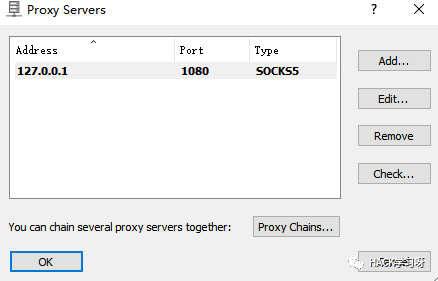 Proxy Servers
?
Address Port Type
127.0.0.1 1080 SOCKS5
Add...
Edit...
Remove
Check...
You can chain several proxy servers together:
Proxy Chains...
OK
HACK学习呀